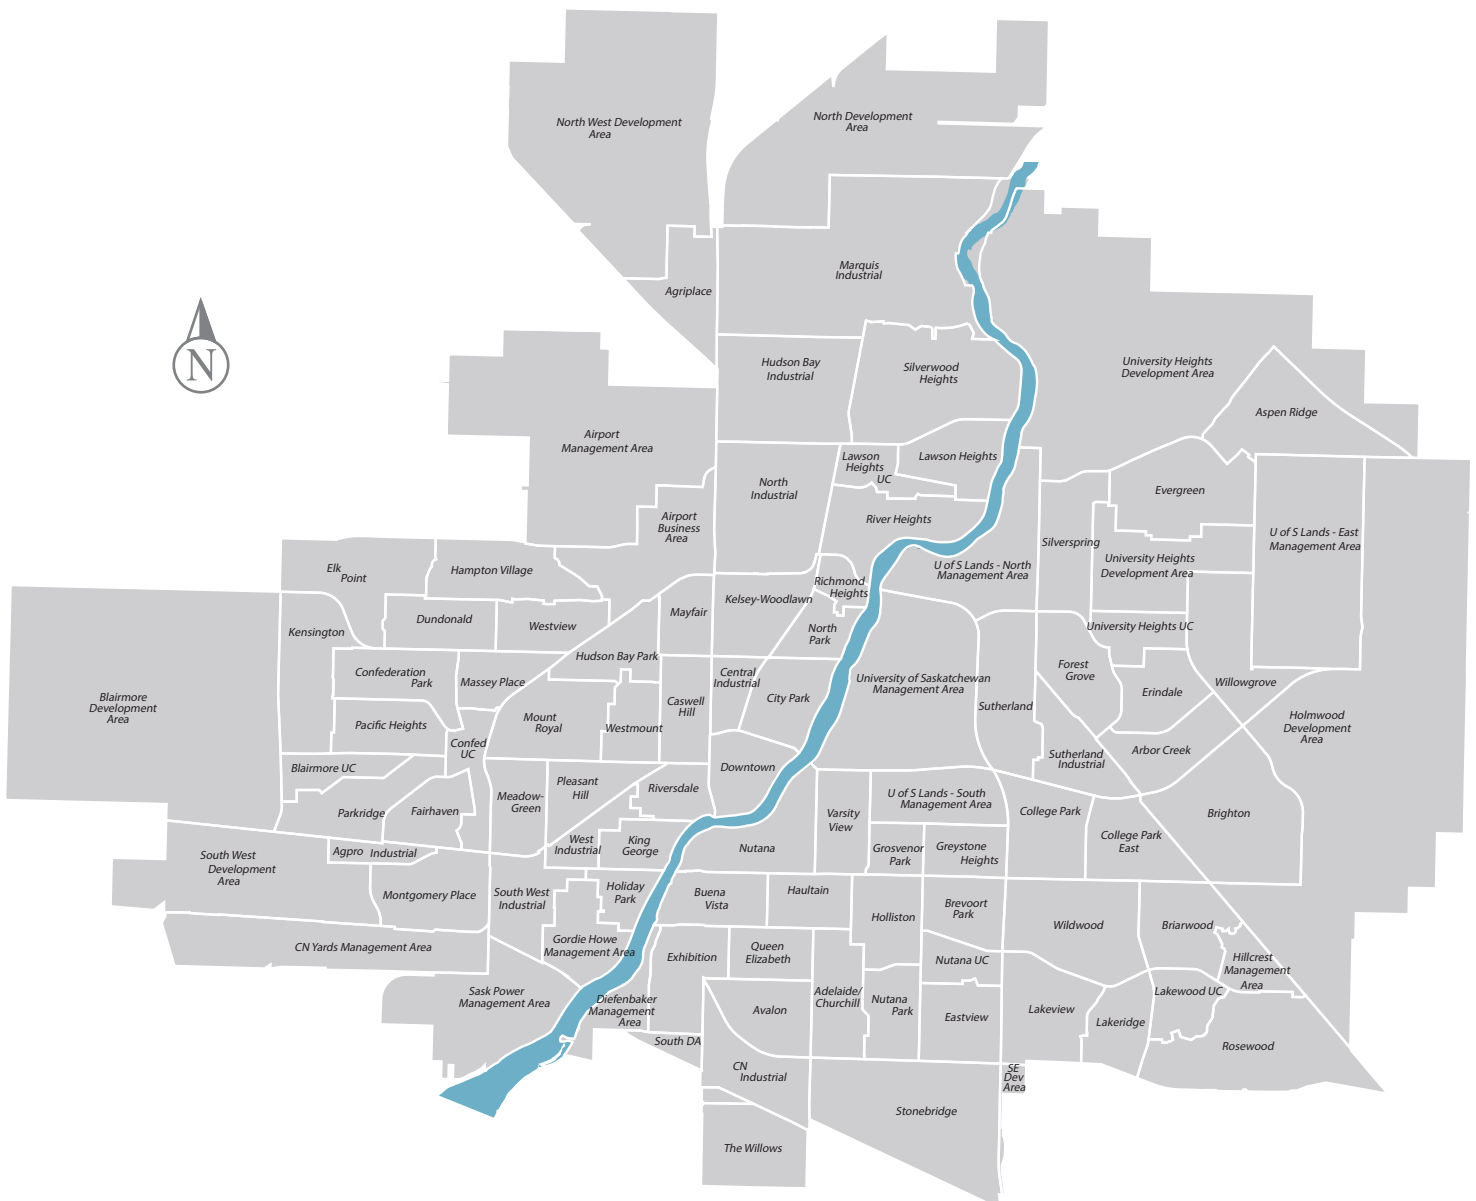 North West Development
Area
North Development
Area
Marquis
Industrial
Agriplace
N
Hudson Bay
Industrial
Silverwood
Heights
University Heights
Development Area
Aspen Ridge
Airport
Management Area
Lawson
Heights
UC
Lawson Heights
North
Industrial
Evergreen
Airport
Business
Area
River Heights
Silverspring
U of S Lands - East
Management Area
Elk
Point
Hampton Village
Richmond
Heights
U of S Lands - North
Management Area
University Heights
Development Area
Kensington
Dundonald
Westview
Mayfair
Kelsey-Woodlawn
North
Park
University Heights UC
Blairmore
Development
Area
Confederation
Park
Massey Place
Hudson Bay Park
Central
Industrial
City Park
University of Saskatchewan
Management Area
Forest
Grove
Erindale
Willowgrove
Pacific Heights
Mount
Royal
Westmount
Caswell
Hill
Sutherland
Holmwood
Development
Area
Blairmore UC
Confed
UC
Downtown
Sutherland
Industrial
Arbor Creek
Parkridge
Fairhaven
Meadow-
Green
Pleasant
Hill
Riversdale
Varsity
View
U of S Lands - South
Management Area
College Park
College Park
East
Brighton
South West
Development
Area
Agpro Industrial
West
Industrial
King
George
Nutana
Grosvenor
Park
Greystone
Heights
Montgomery Place
South West
Industrial
Holiday
Park
Buena
Vista
Haultain
Holliston
Brevoort
Park
Wildwood
Briarwood
CN Yards Management Area
Gordie Howe
Management Area
Exhibition
Queen
Elizabeth
Nutana UC
Hillcrest
Management
Area
Sask Power
Management Area
Diefenbaker
Management
Area
Avalon
Adelaide/
Churchill
Nutana
Park
Eastview
Lakeview
Lakeridge
Lakewood UC
South DA
CN
Industrial
SE
Dev
Area
Rosewood
Stonebridge
The Willows